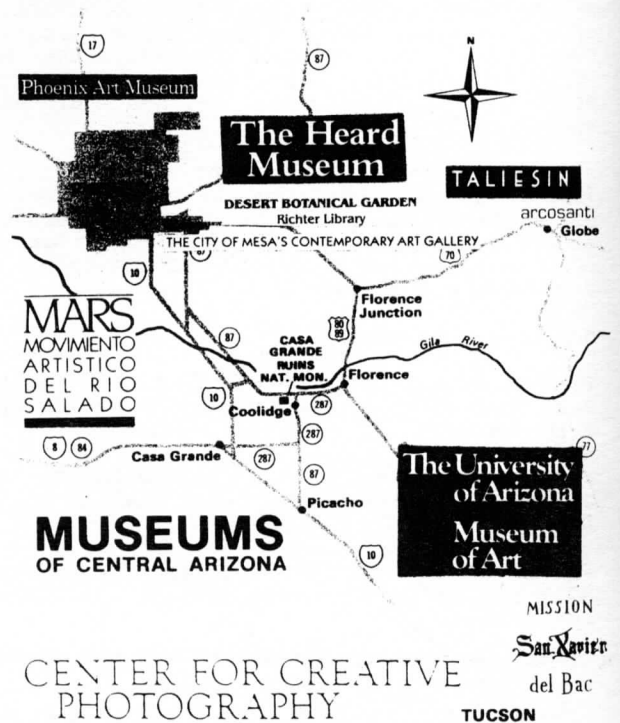 17
87
N
Phoenix Art Museum
The Heard
Museum
TALIESIN
DESERT BOTANICAL GARDEN
Richter Library
arcosanti
Globe
THE CITY OF MESA'S CONTEMPORARY ART GALLERY
70
10
87
Florence
Junction
MARS
MOVIMIENTO
ARTISTICO
DEL RIO
SALADO
80
89
87
CASA
GRANDE
RUINS
NAT. MON.
Gila River
Florence
10
Coolidge
287
287
8
84
Casa Grande
287
87
77
The University
of Arizona
Museum
of Art
Picacho
MUSEUMS
OF CENTRAL ARIZONA
10
MISSION
San Xavier
del Bac
CENTER FOR CREATIVE
PHOTOGRAPHY
TUCSON